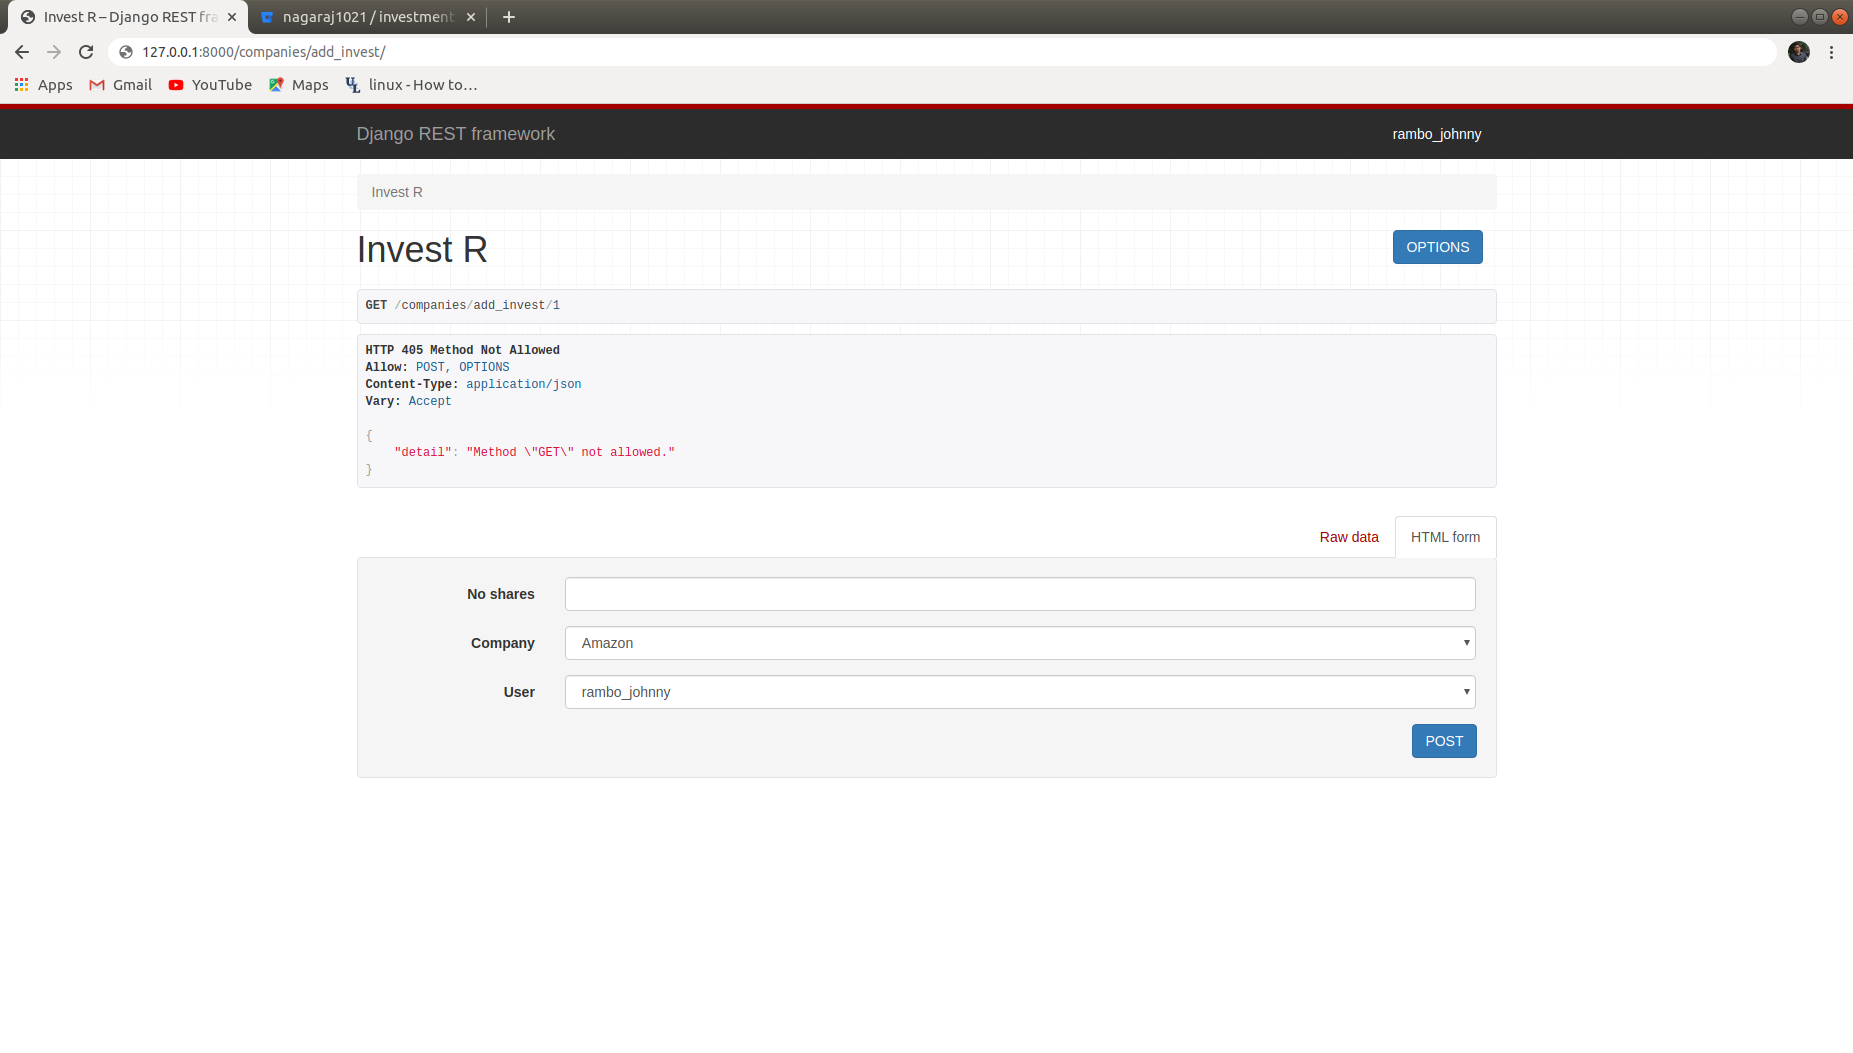 Invest R – Django REST fra
nagaraj1021 / investment
127.0.0.1:8000/companies/add_invest/
Apps
Gmail
YouTube
Maps
linux - How to…
Django REST framework
rambo_johnny
Invest R
Invest R
OPTIONS
GET /companies/add_invest/1
HTTP 405 Method Not Allowed
Allow: POST, OPTIONS
Content-Type: application/json
Vary: Accept
{
"detail": "Method \"GET\" not allowed."
}
Raw data
HTML form
No shares
Company
Amazon
User
rambo_johnny
POST